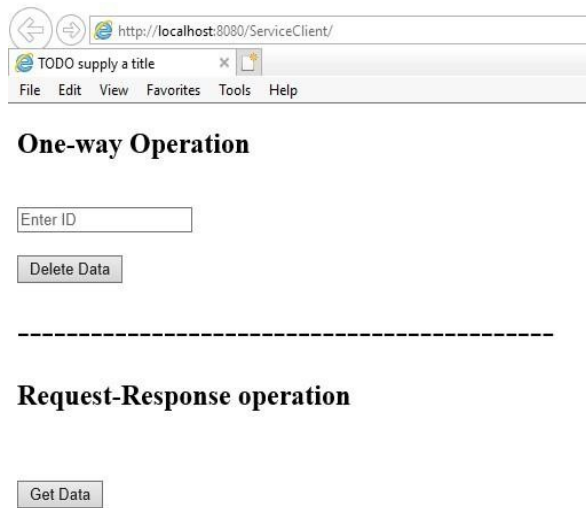 http://localhost:8080/ServiceClient/
TODO supply a title
File Edit View Favorites Tools Help
One-way Operation
Enter ID
Delete Data
--------------------------------------------
Request-Response operation
Get Data